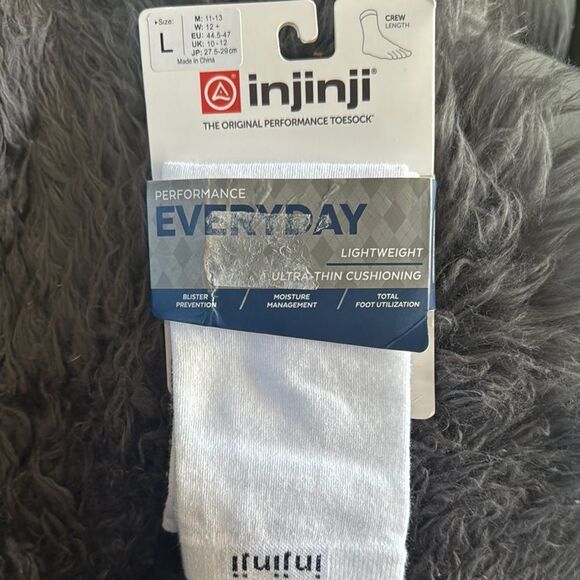 ▸Size:
L
M: 11-13
W: 12 +
EU: 44.5-47
UK: 10-12
JP: 27.5-29cm
Made in China
CREW
LENGTH
injinji®
THE ORIGINAL PERFORMANCE TOESOCK™
PERFORMANCE
EVERYDAY
LIGHTWEIGHT
ULTRA-THIN CUSHIONING
BLISTER PREVENTION / MOISTURE MANAGEMENT / TOTAL FOOT UTILIZATION
injinji